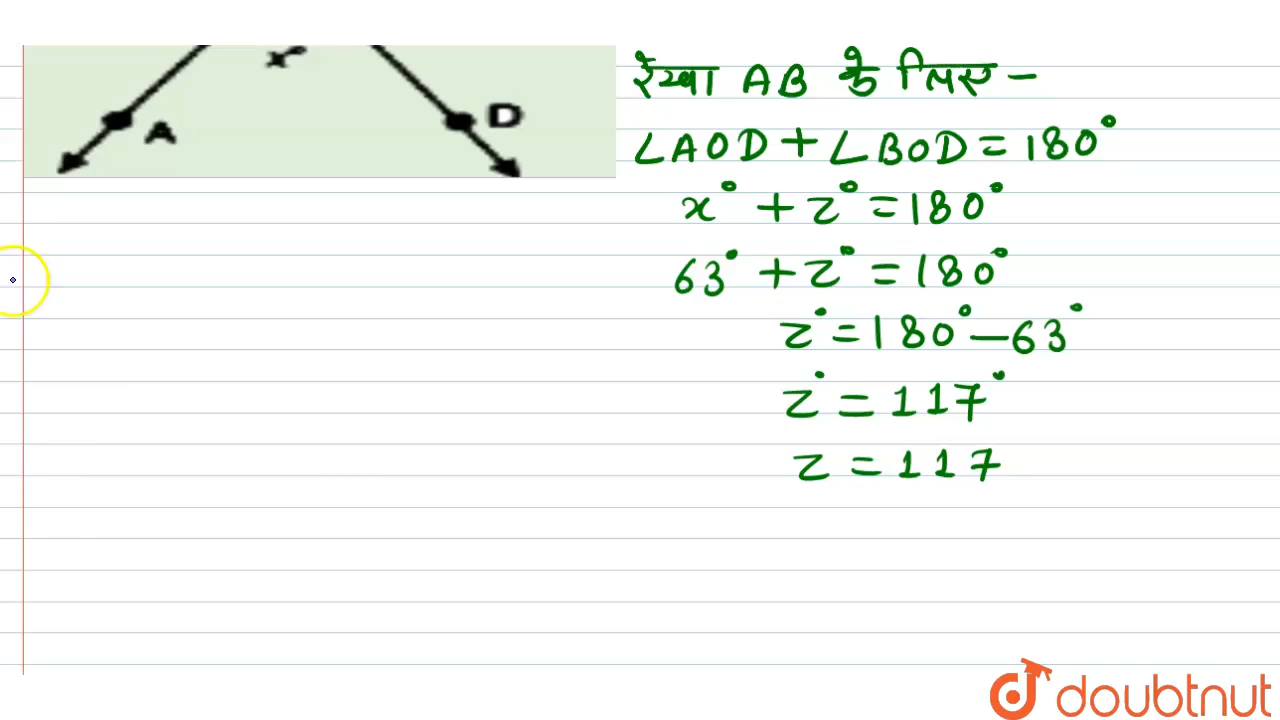 x°
A
D
रेखा AB के लिए -
∠AOD + ∠BOD = 180°
x° + z° = 180°
63° + z° = 180°
z° = 180° - 63°
z° = 117°
z = 117
doubtnut